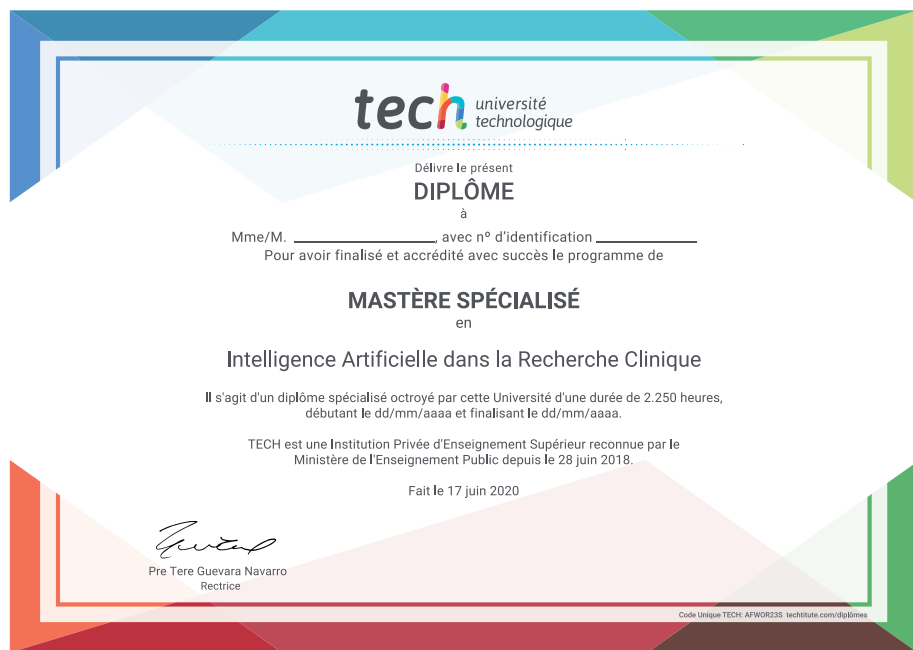 tech université
technologique
Délivre le présent
DIPLÔME
à
Mme/M. ____________, avec nº d'identification ____________
Pour avoir finalisé et accrédité avec succès le programme de
MASTÈRE SPÉCIALISÉ
en
Intelligence Artificielle dans la Recherche Clinique
Il s'agit d'un diplôme spécialisé octroyé par cette Université d'une durée de 2.250 heures,
débutant le dd/mm/aaaa et finalisant le dd/mm/aaaa.
TECH est une Institution Privée d'Enseignement Supérieur reconnue par le
Ministère de l'Enseignement Public depuis le 28 juin 2018.
Fait le 17 juin 2020
Pre Tere Guevara Navarro
Rectrice
Code Unique TECH: AFWOR23S techtitute.com/diplômes